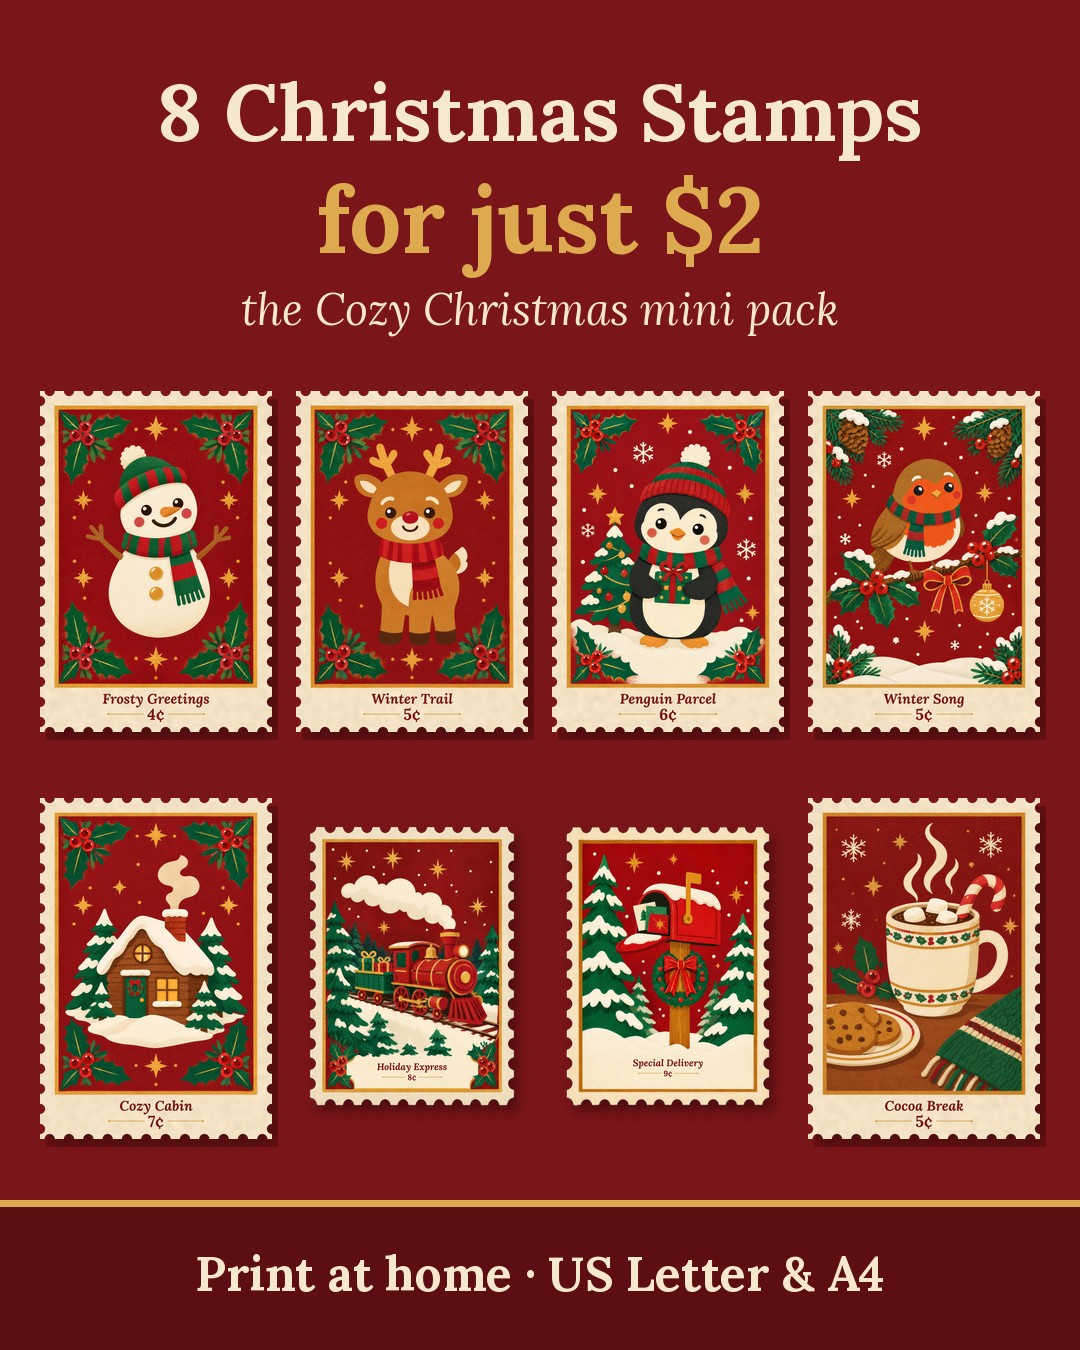 8 Christmas Stamps
for just $2
the Cozy Christmas mini pack
Frosty Greetings
4¢
Winter Trail
5¢
Penguin Parcel
6¢
Winter Song
5¢
Cozy Cabin
7¢
Holiday Express
8¢
Special Delivery
9¢
Cocoa Break
5¢
Print at home · US Letter & A4